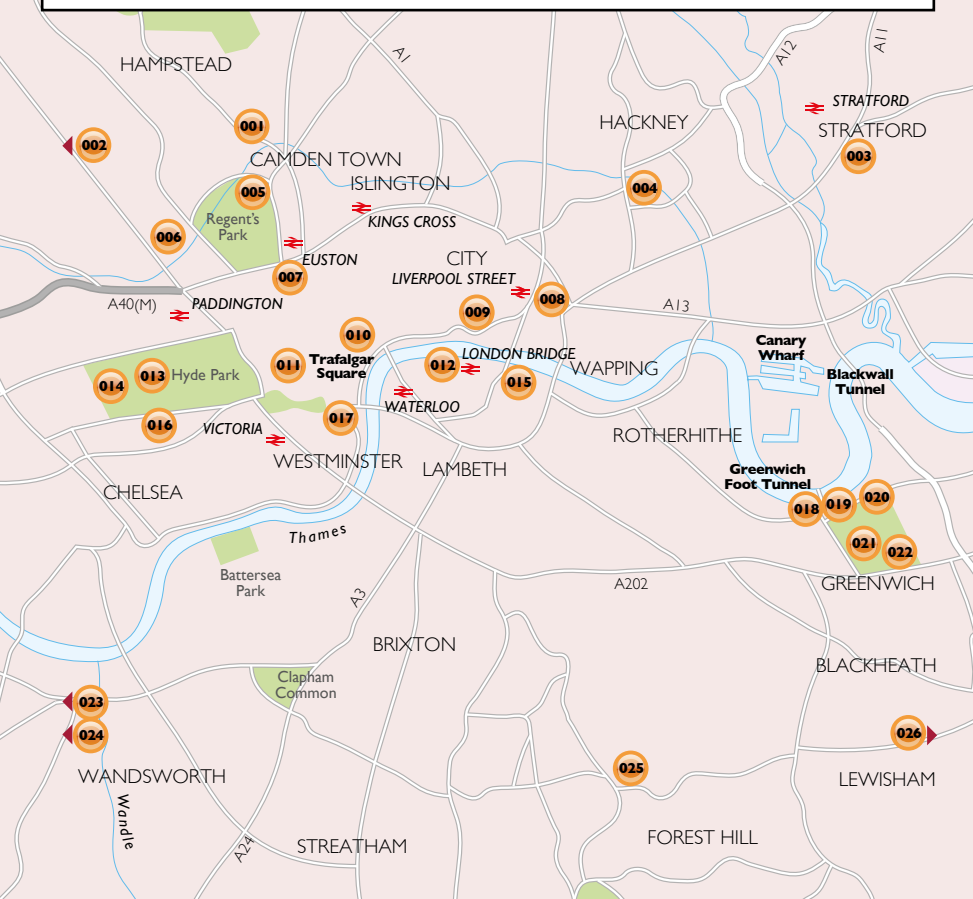 A1
A12
A11
HAMPSTEAD
STRATFORD
001
HACKNEY
STRATFORD
002
CAMDEN TOWN
003
ISLINGTON
004
005
Regent's
Park
KINGS CROSS
006
EUSTON
CITY
007
LIVERPOOL STREET
A40(M)
PADDINGTON
008
A13
009
010
Canary
Wharf
011
Trafalgar
Square
012
LONDON BRIDGE
WAPPING
Blackwall
Tunnel
014
013
Hyde Park
015
WATERLOO
016
017
VICTORIA
ROTHERHITHE
WESTMINSTER
LAMBETH
Greenwich
Foot Tunnel
CHELSEA
018
019
020
Thames
021
022
Battersea
Park
A202
GREENWICH
A3
BRIXTON
BLACKHEATH
Clapham
Common
023
024
026
025
WANDSWORTH
LEWISHAM
Wandle
A24
STREATHAM
FOREST HILL